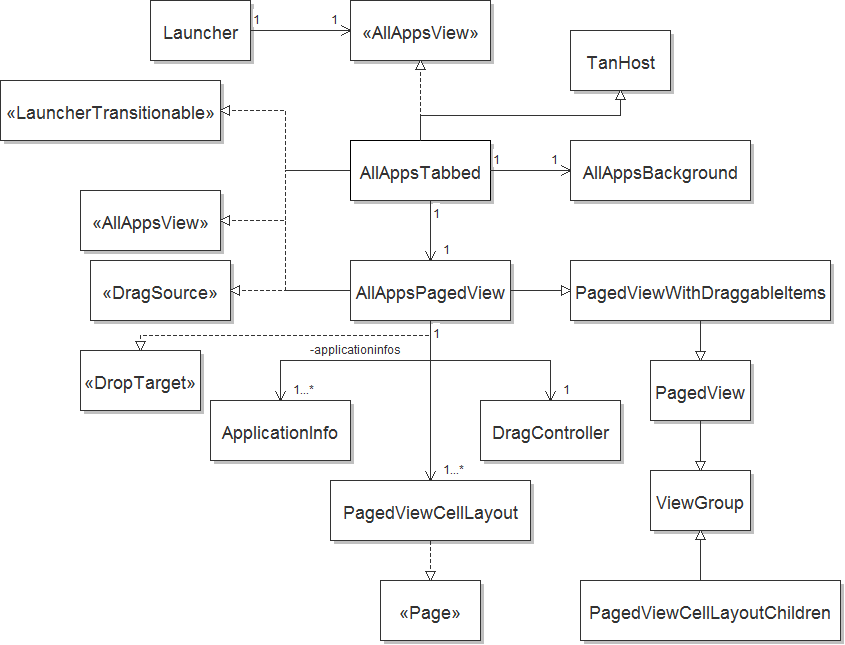 Launcher
1
1
«AllAppsView»
TanHost
«LauncherTransitionable»
AllAppsTabbed
1
1
AllAppsBackground
«AllAppsView»
1
1
«DragSource»
AllAppsPagedView
PagedViewWithDraggableItems
1
-applicationinfos
«DropTarget»
1...*
1
PagedView
ApplicationInfo
DragController
1...*
PagedViewCellLayout
ViewGroup
«Page»
PagedViewCellLayoutChildren